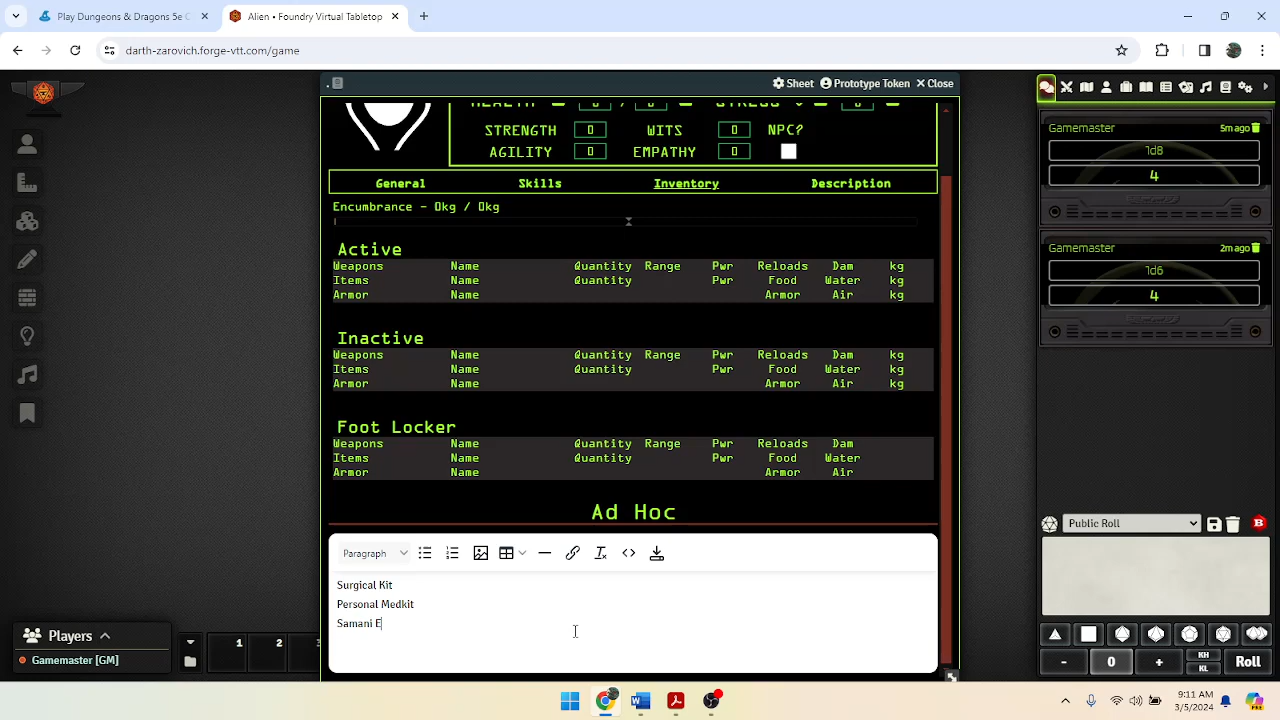 Play Dungeons & Dragons 5e C
Alien • Foundry Virtual Tabletop
darth-zarovich.forge-vtt.com/game
Sheet Prototype Token Close
STRENGTH 0 WITS 0 NPC?
AGILITY 0 EMPATHY 0
General Skills Inventory Description
Encumbrance - 0kg / 0kg
Active
Weapons Name Quantity Range Pwr Reloads Dam kg
Items Name Quantity Pwr Food Water kg
Armor Name Armor Air kg
Inactive
Weapons Name Quantity Range Pwr Reloads Dam kg
Items Name Quantity Pwr Food Water kg
Armor Name Armor Air kg
Foot Locker
Weapons Name Quantity Range Pwr Reloads Dam
Items Name Quantity Pwr Food Water
Armor Name Armor Air
Ad Hoc
Paragraph
Surgical Kit
Personal Medkit
Samani E
Players
Gamemaster [GM]
1 2 3
Gamemaster 5m ago
1d8
4
Gamemaster 2m ago
1d6
4
Public Roll
- 0 + KH KL Roll
9:11 AM
3/5/2024